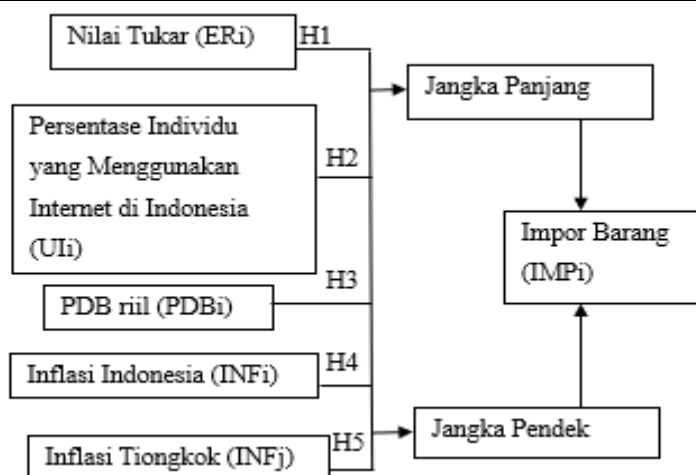 Nilai Tukar (ERi)
H1
Jangka Panjang
Persentase Individu
yang Menggunakan
Internet di Indonesia
(UIi)
H2
Impor Barang
(IMPi)
H3
PDB riil (PDBi)
H4
Inflasi Indonesia (INFi)
Jangka Pendek
H5
Inflasi Tiongkok (INFj)